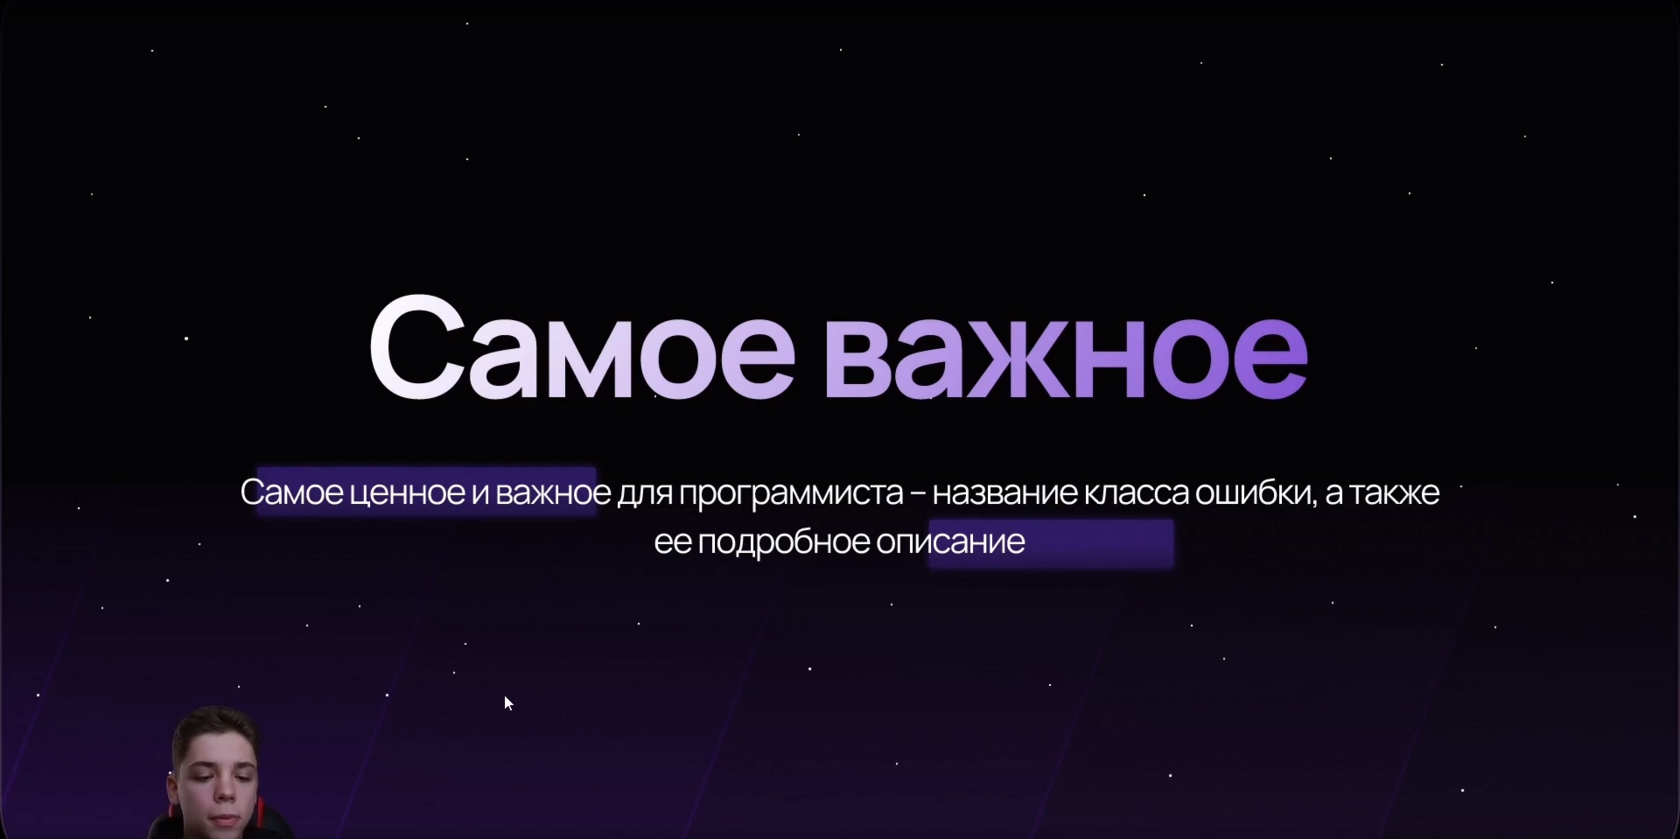 Самое важное
Самое ценное и важное для программиста – название класса ошибки, а также
ее подробное описание